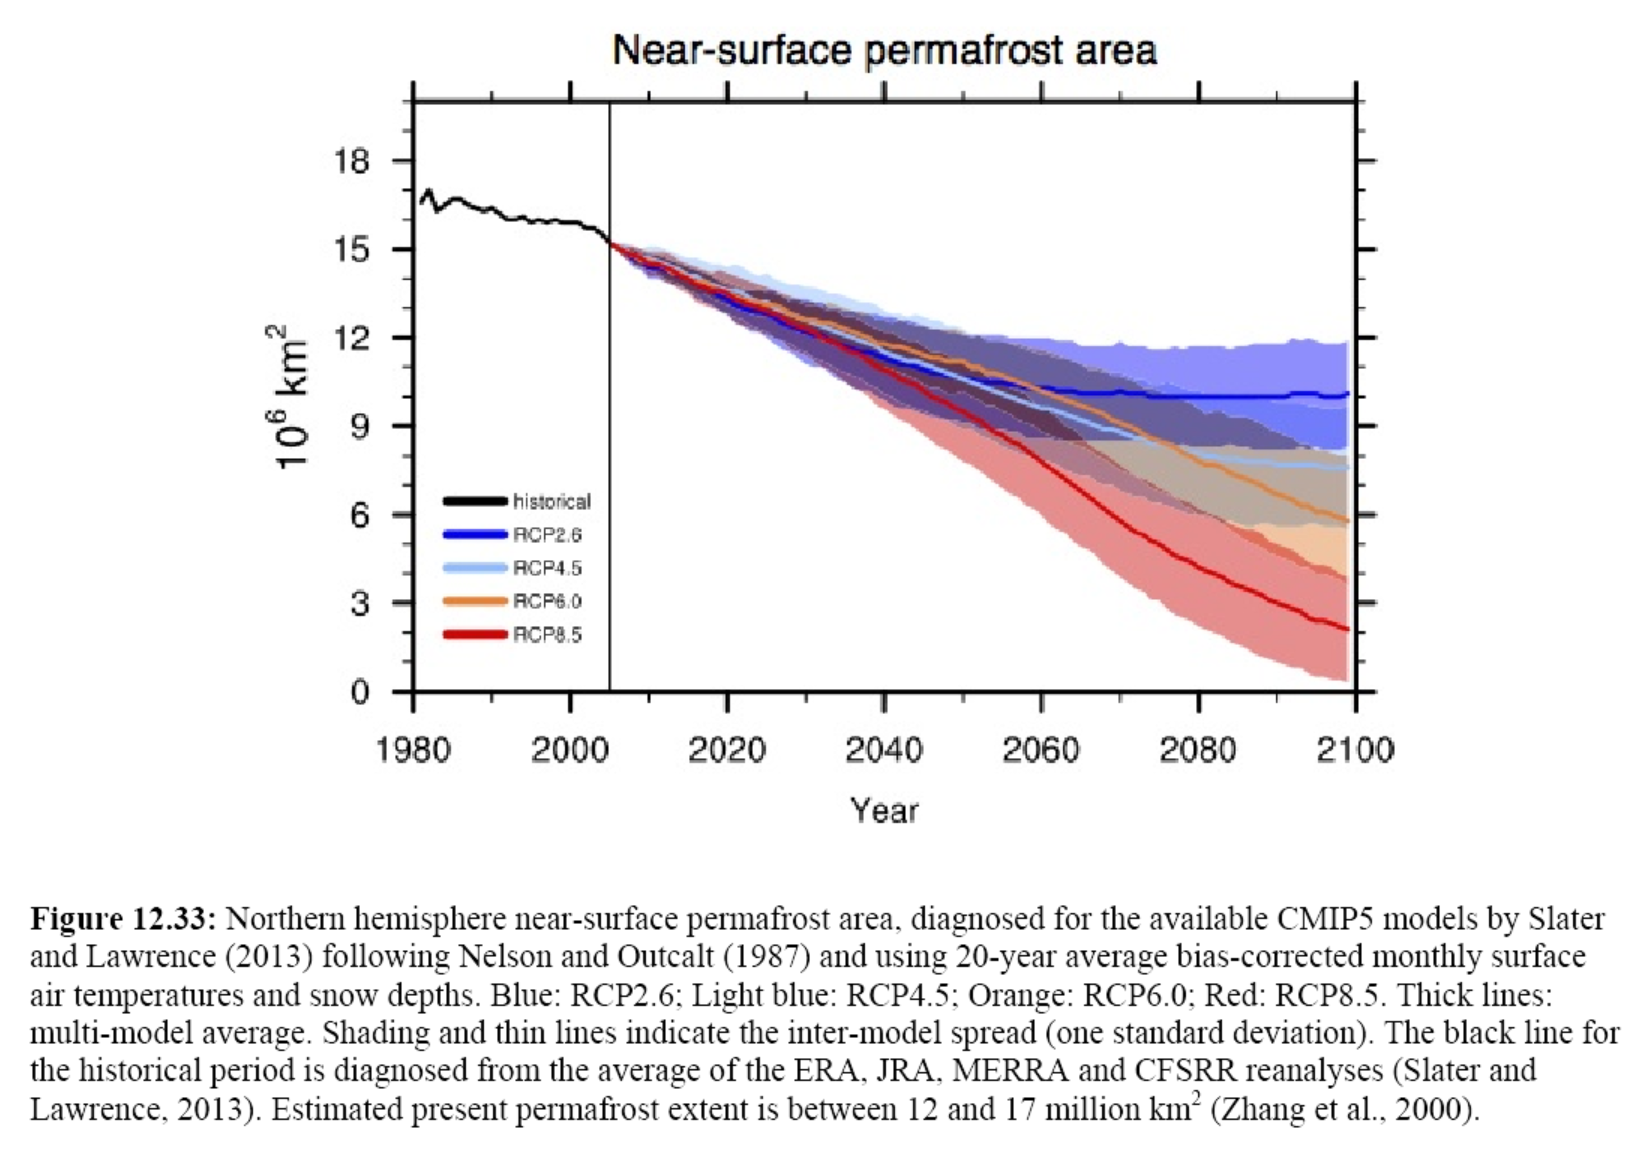 Near-surface permafrost area
18
15
12
9
6
3
0
10⁶ km²
historical
RCP2.6
RCP4.5
RCP6.0
RCP8.5
1980 2000 2020 2040 2060 2080 2100
Year
Figure 12.33: Northern hemisphere near-surface permafrost area, diagnosed for the available CMIP5 models by Slater
and Lawrence (2013) following Nelson and Outcalt (1987) and using 20-year average bias-corrected monthly surface
air temperatures and snow depths. Blue: RCP2.6; Light blue: RCP4.5; Orange: RCP6.0; Red: RCP8.5. Thick lines:
multi-model average. Shading and thin lines indicate the inter-model spread (one standard deviation). The black line for
the historical period is diagnosed from the average of the ERA, JRA, MERRA and CFSRR reanalyses (Slater and
Lawrence, 2013). Estimated present permafrost extent is between 12 and 17 million km² (Zhang et al., 2000).